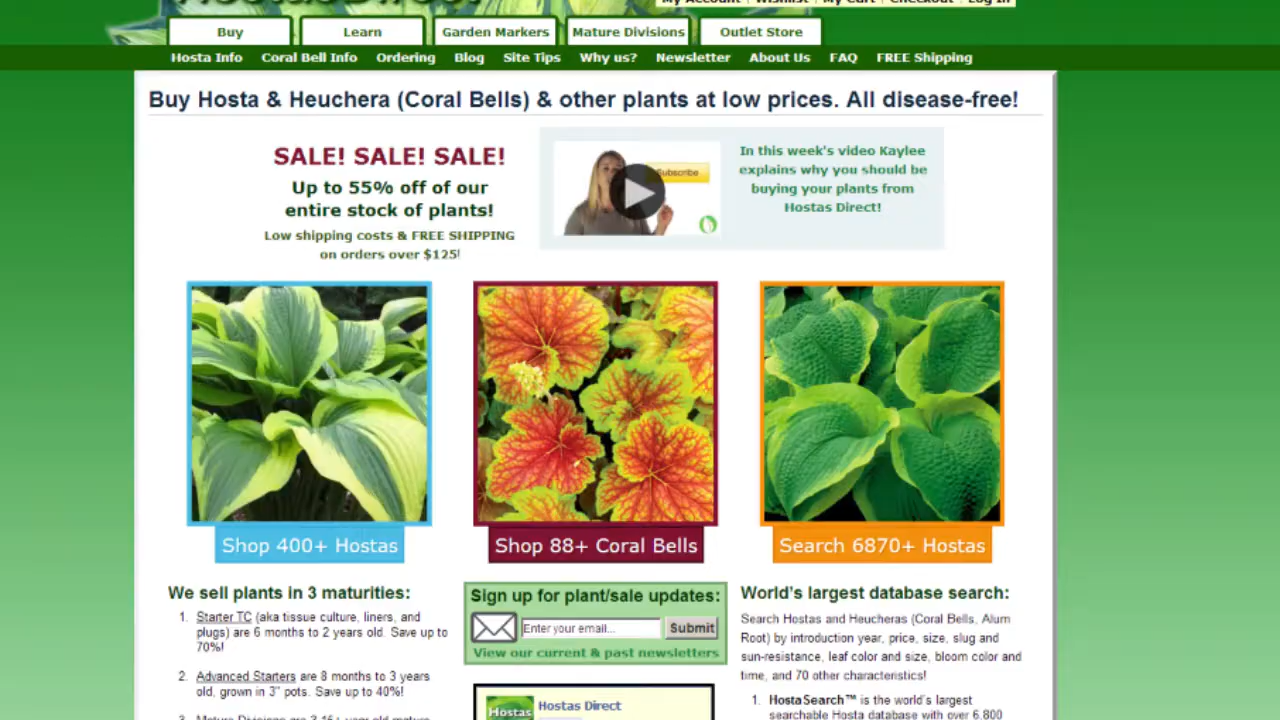 HostasDirect
My Account | Wishlist | My Cart | Checkout | Log In
Buy Learn Garden Markers Mature Divisions Outlet Store
Hosta Info Coral Bell Info Ordering Blog Site Tips Why us? Newsletter About Us FAQ FREE Shipping
Buy Hosta & Heuchera (Coral Bells) & other plants at low prices. All disease-free!
SALE! SALE! SALE!
Up to 55% off of our
entire stock of plants!
Low shipping costs & FREE SHIPPING
on orders over $125!
Subscribe
In this week's video Kaylee
explains why you should be
buying your plants from
Hostas Direct!
Shop 400+ Hostas
Shop 88+ Coral Bells
Search 6870+ Hostas
We sell plants in 3 maturities:
1. Starter TC (aka tissue culture, liners, and
plugs) are 6 months to 2 years old. Save up to
70%!
2. Advanced Starters are 8 months to 3 years
old, grown in 3" pots. Save up to 40%!
3. Mature Divisions are 3-15+ year old mature
Sign up for plant/sale updates:
Enter your email...
Submit
View our current & past newsletters
Hostas
Hostas Direct
World's largest database search:
Search Hostas and Heucheras (Coral Bells, Alum
Root) by introduction year, price, size, slug and
sun-resistance, leaf color and size, bloom color and
time, and 70 other characteristics!
1. HostaSearch™ is the world's largest
searchable Hosta database with over 6,800